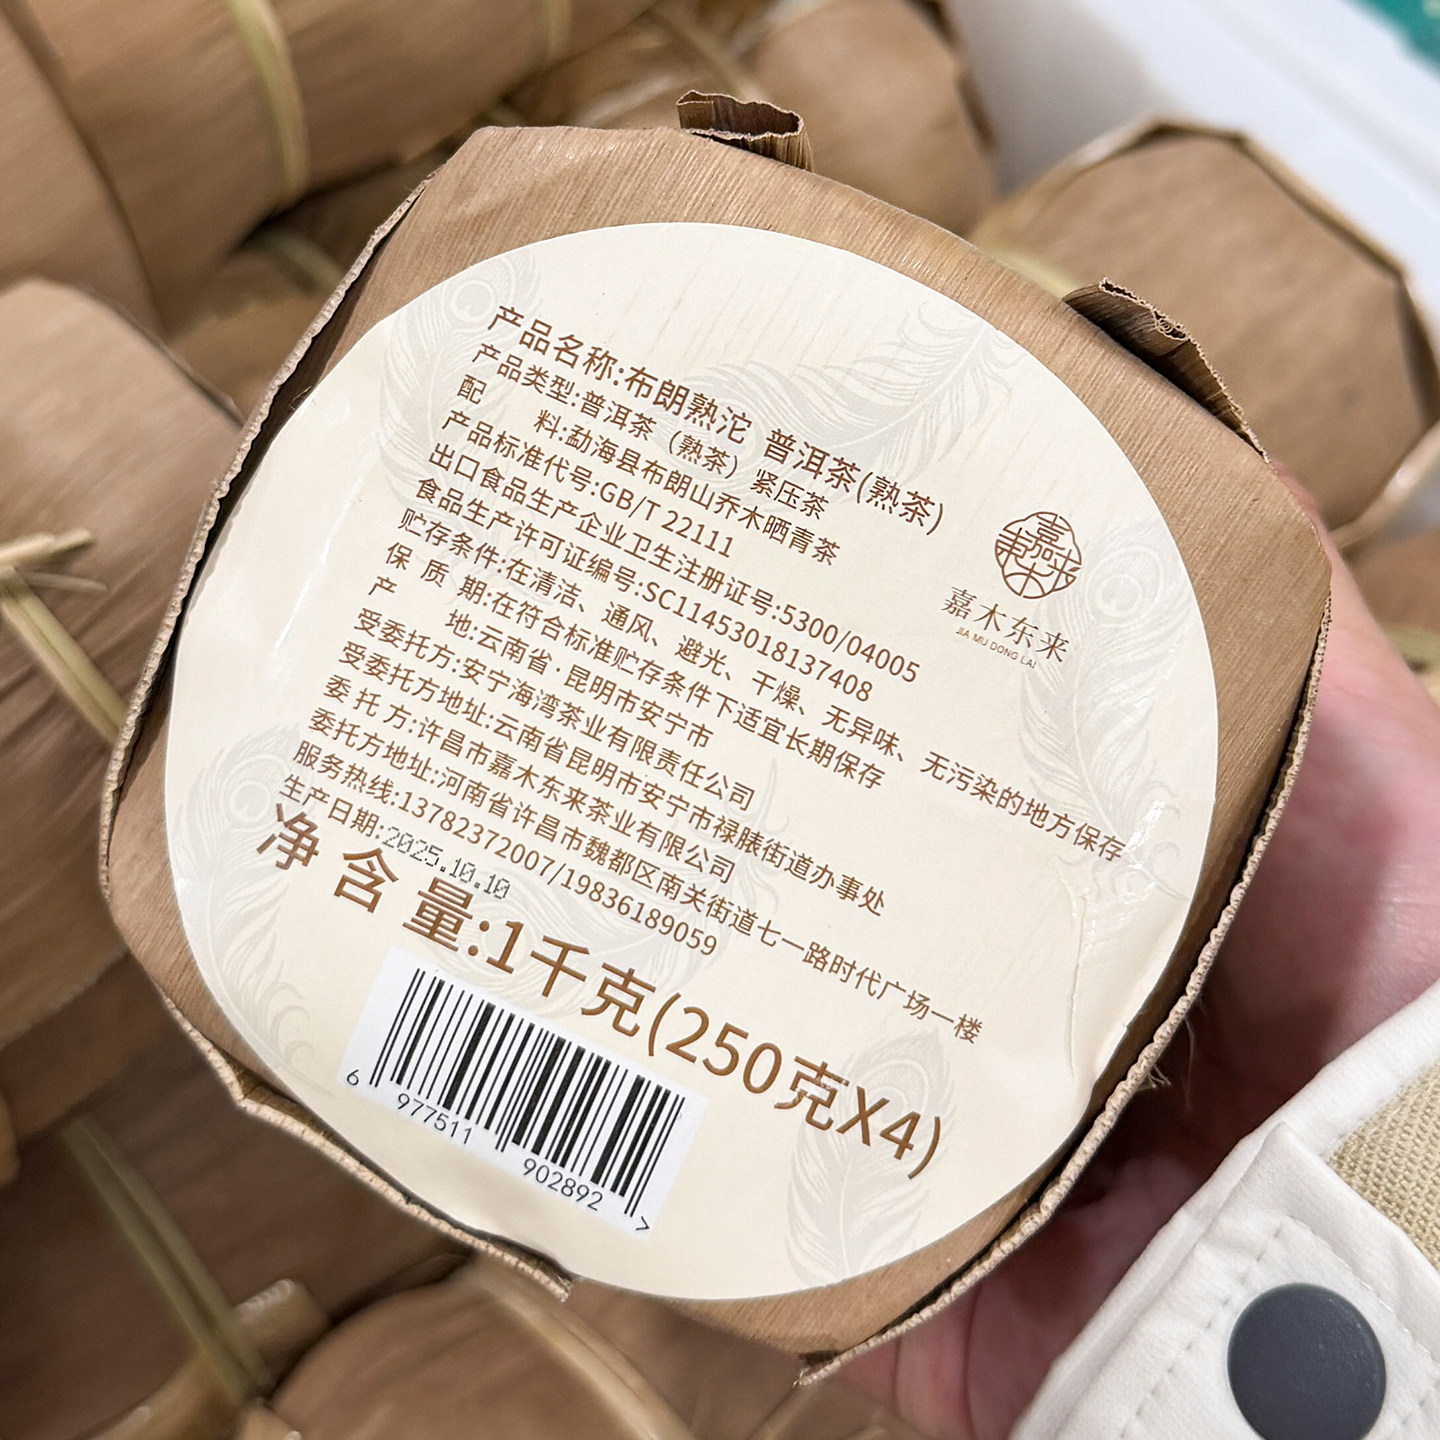 产品名称:布朗熟沱 普洱茶(熟茶)
产品类型:普洱茶（熟茶）紧压茶
配 料:勐海县布朗山乔木晒青茶
产品标准代号:GB/T 22111
出口食品生产企业卫生注册证号:5300/04005
食品生产许可证编号:SC11453018137408
贮存条件:在清洁、通风、避光、干燥、无异味、无污染的地方保存
保 质 期:在符合标准贮存条件下适宜长期保存
产 地:云南省·昆明市安宁市
受委托方:安宁海湾茶业有限责任公司
受委托方地址:云南省昆明市安宁市禄脿街道办事处
委 托 方:许昌市嘉木东来茶业有限公司
委托方地址:河南省许昌市魏都区南关街道七一路时代广场一楼
服务热线:13782372007/19836189059
生产日期:2025.10.10
净含量:1千克(250克X4)
6 977511 902892 >
嘉木东来
嘉木东来
JIA MU DONG LAI